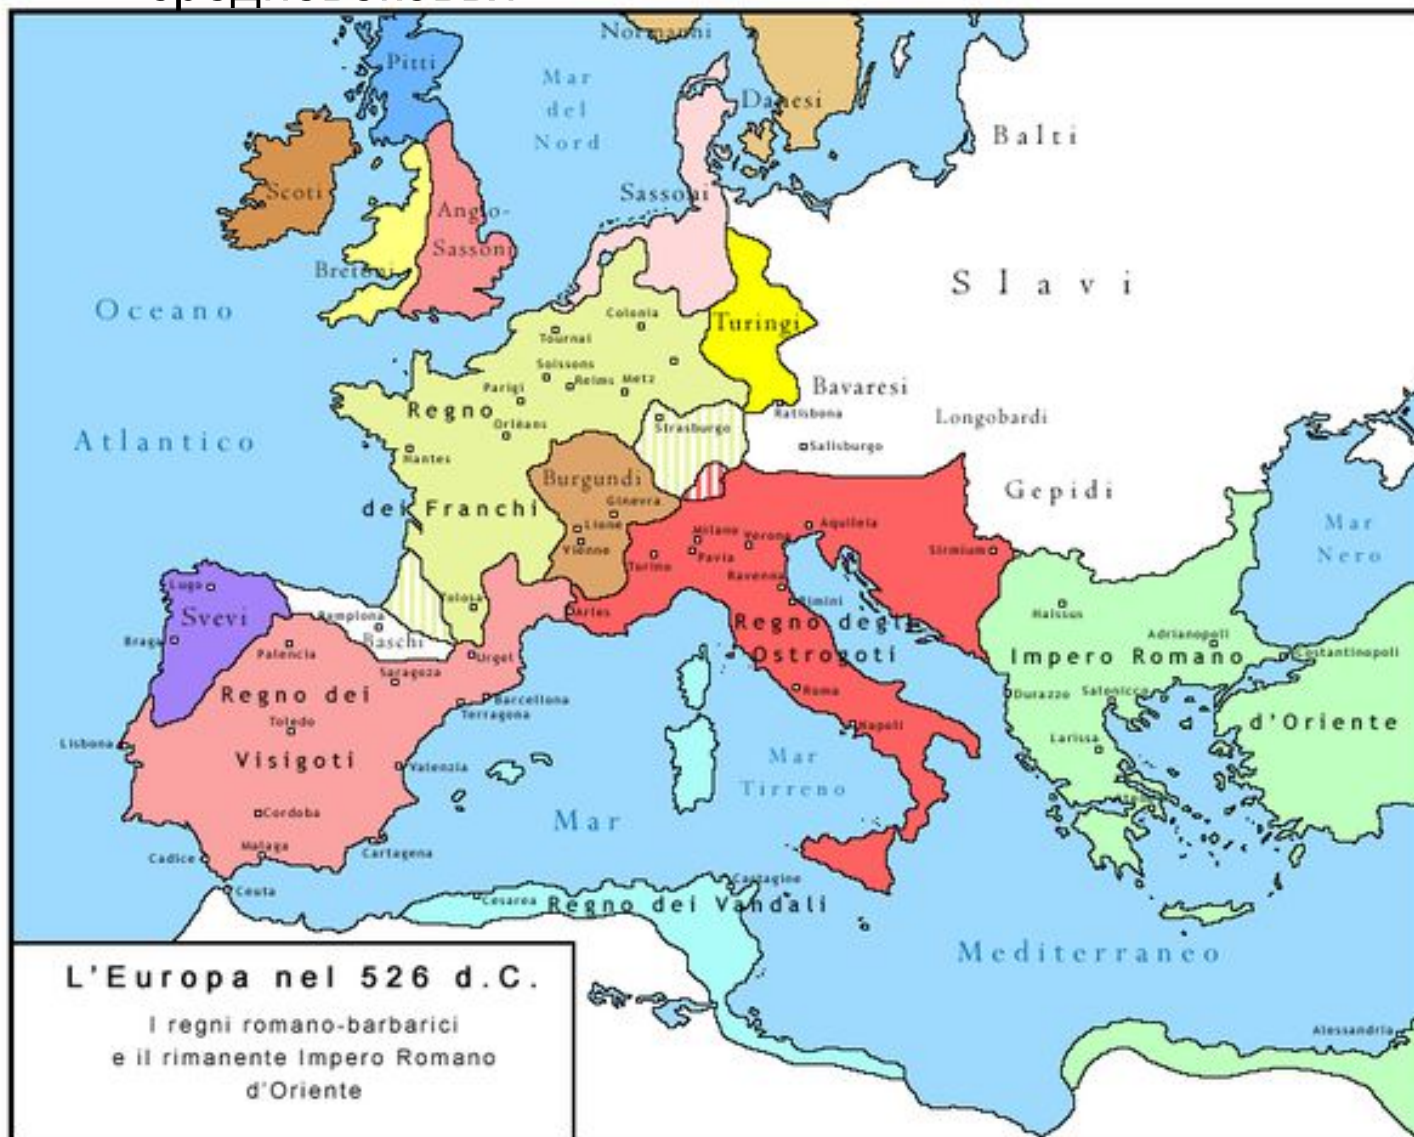 Normanni
Pitti
Mar
del
Nord
Danesi
Balti
Scoti
Sassoni
Anglo-
Sassoni
Bretoni
Slavi
Oceano
Atlantico
Colonia
Tournai
Turingi
Soissons
Reims
Metz
Parigi
Regno
Orléans
Strasburgo
Bavaresi
Ratisbona
Longobardi
Salisburgo
Nantes
Burgundi
Gepidi
Ginevra
dei Franchi
Lione
Vienne
Milano
Verona
Aquileia
Sirmium
Mar
Nero
Torino
Pavia
Ravenna
Lugo
Svevi
Pamplona
Tolosa
Arles
Rimini
Haissus
Braga
Baschi
Regno degli
Adrianopoli
Palencia
Urgel
Ostrogoti
Impero Romano
Costantinopoli
Saragoza
Regno dei
Barcellona
Terragona
Roma
Durazzo
Salonicco
Toledo
Napoli
d'Oriente
Lisbona
Larissa
Visigoti
Valenzia
Mar
Tirreno
Mar
Cordoba
Malaga
Cadice
Cartagena
Ceuta
Cartagine
Cesarea
Regno dei Vandali
Mediterraneo
L'Europa nel 526 d.C.
I regni romano-barbarici
e il rimanente Impero Romano
d'Oriente
Alessandria